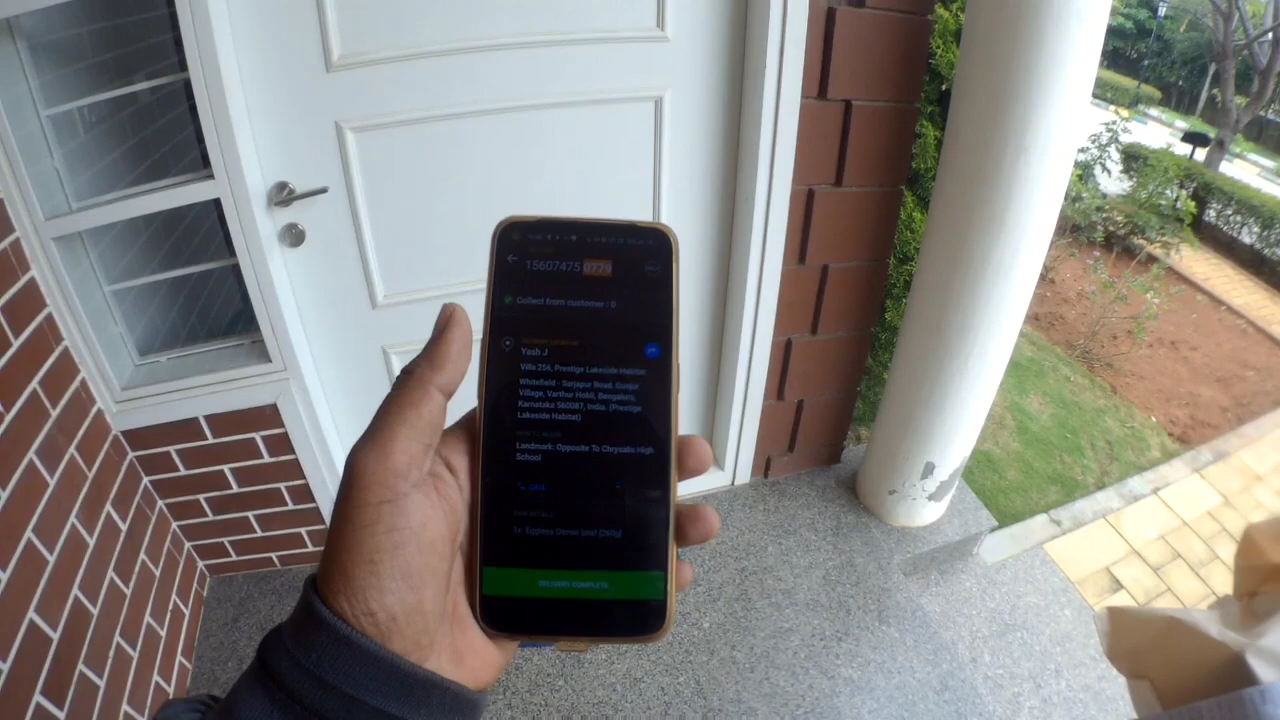 15607475 0779
Collect from customer : 0
Yash J
Villa 256, Prestige Lakeside Habitat
Whitefield - Sarjapur Road, Gunjur
Village, Varthur Hobli, Bengaluru,
Karnataka 560087, India. (Prestige
Lakeside Habitat)
Landmark: Opposite To Chrysalis High
School
CALL
DELIVERY COMPLETE